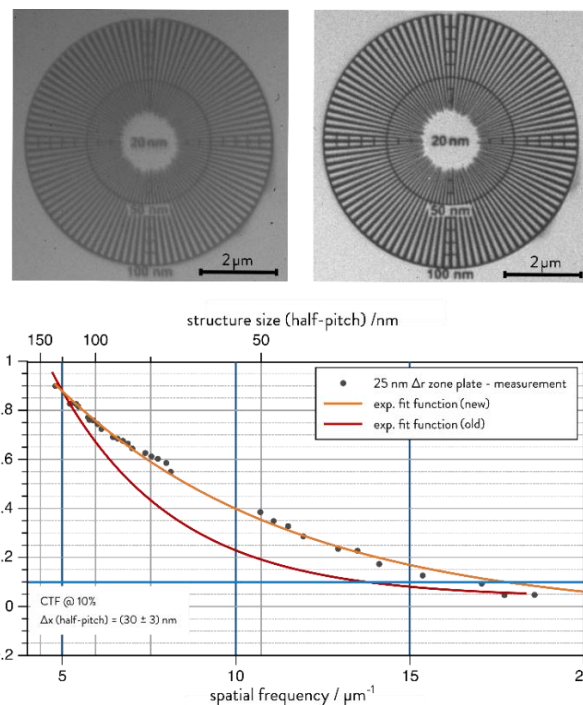 20 nm
50 nm
100 nm
2 µm
20 nm
50 nm
100 nm
2 µm
structure size (half-pitch) /nm
150 100 50
1
.8
.6
.4
.2
0
.2
25 nm Δr zone plate - measurement
exp. fit function (new)
exp. fit function (old)
CTF @ 10%
Δx (half-pitch) = (30 ± 3) nm
5 10 15 2
spatial frequency / µm⁻¹